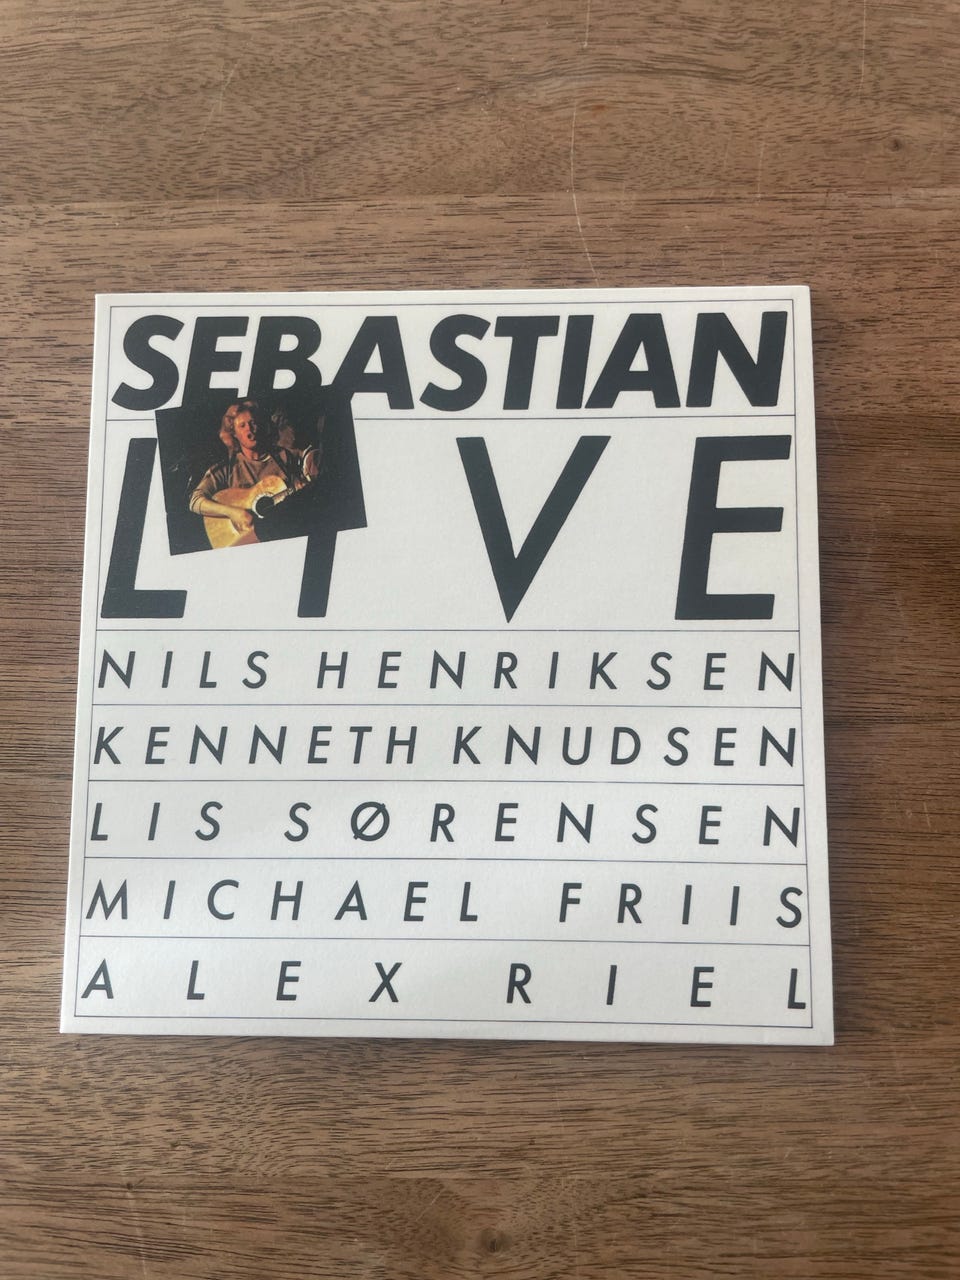 SEBASTIAN
LIVE
NILS HENRIKSEN
KENNETH KNUDSEN
LIS SØRENSEN
MICHAEL FRIIS
ALEX RIEL